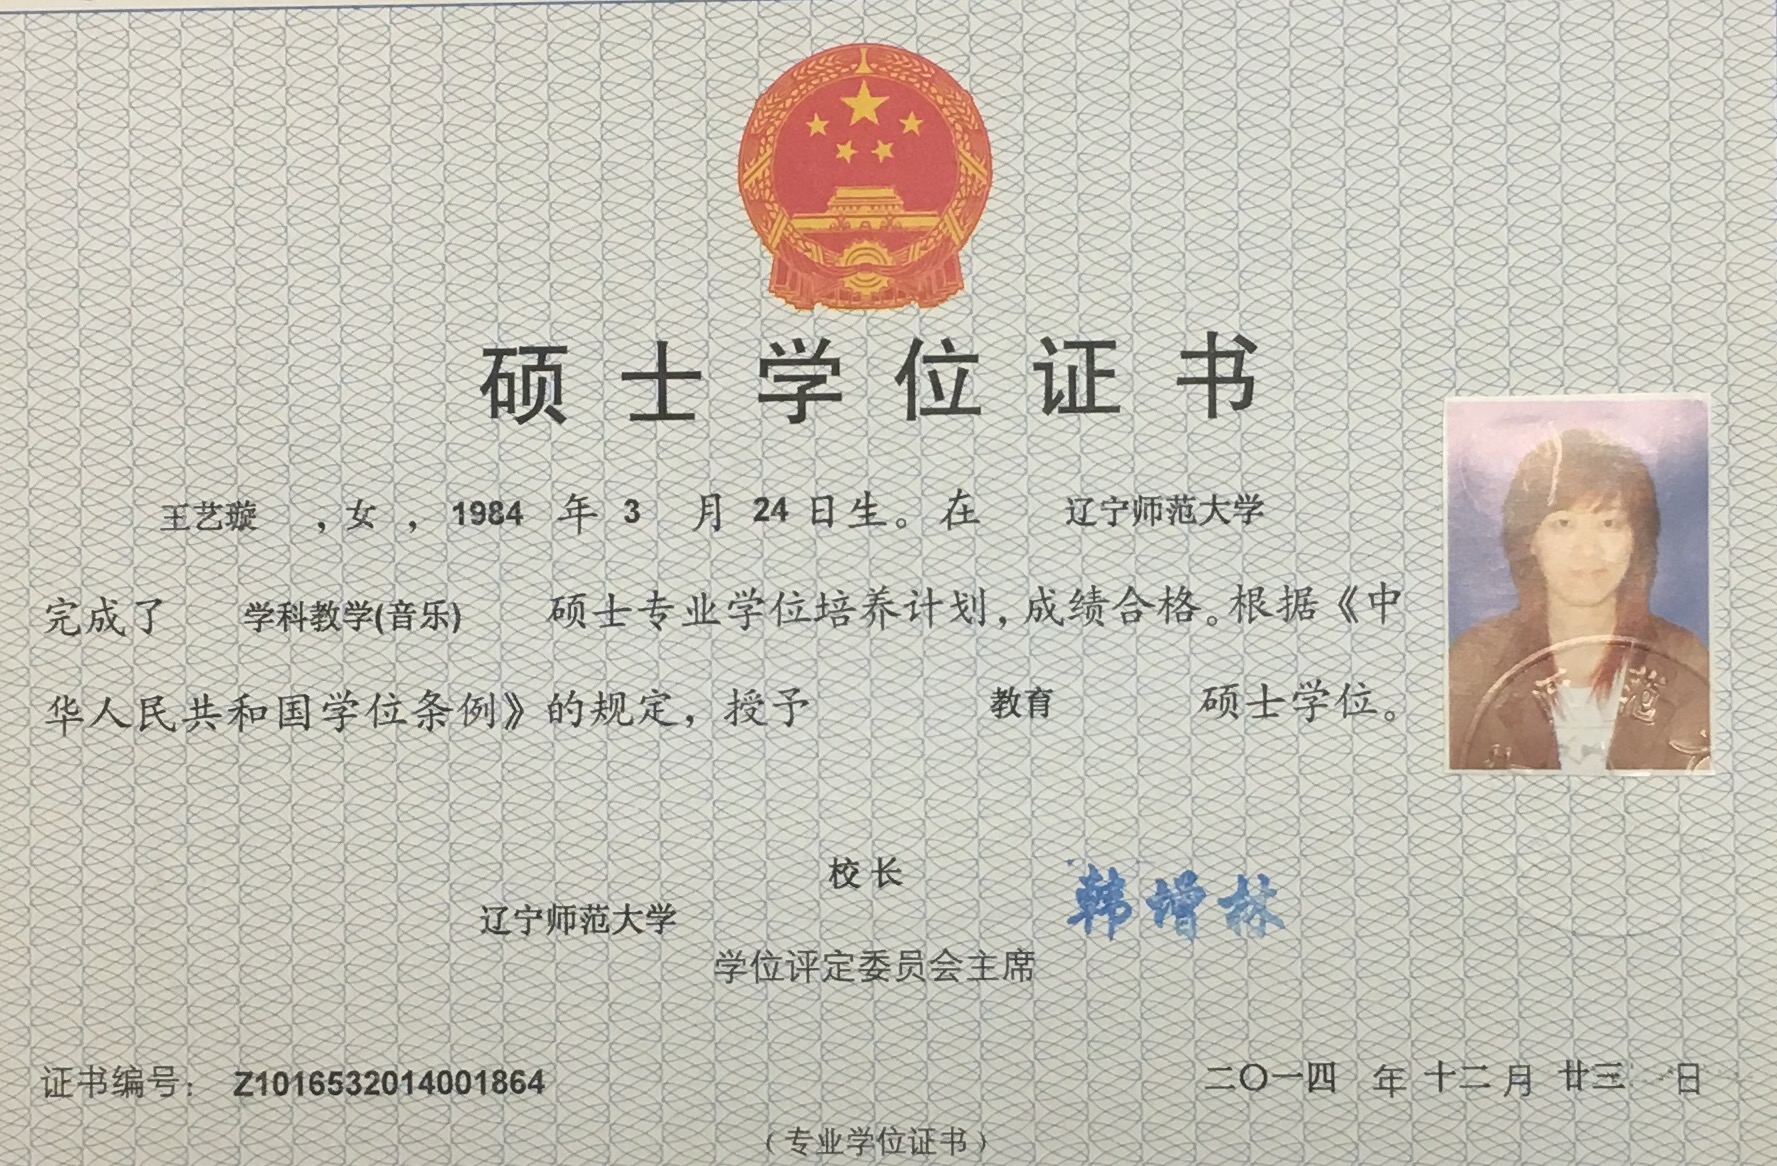 硕士学位证书
王艺璇 ,女 , 1984 年 3 月 24 日生。在 辽宁师范大学
完成了 学科教学(音乐) 硕士专业学位培养计划,成绩合格。根据《中
华人民共和国学位条例》的规定,授予 教育 硕士学位。
校长
辽宁师范大学
韩增林
学位评定委员会主席
证书编号: Z1016532014001864
二〇一四 年 十二 月 廿三 日
(专业学位证书)
师范